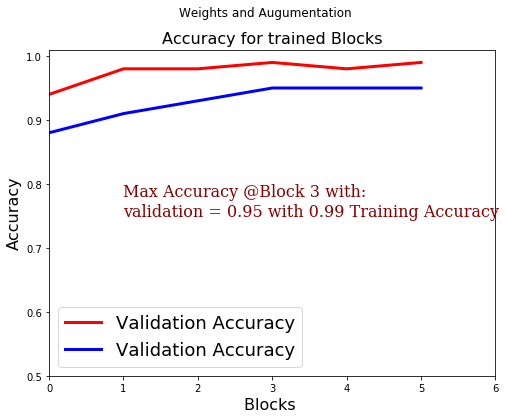 Weights and Augumentation
Accuracy for trained Blocks
1.0
0.9
0.8
0.7
0.6
0.5
Accuracy
Max Accuracy @Block 3 with:
validation = 0.95 with 0.99 Training Accuracy
Validation Accuracy
Validation Accuracy
0 1 2 3 4 5 6
Blocks